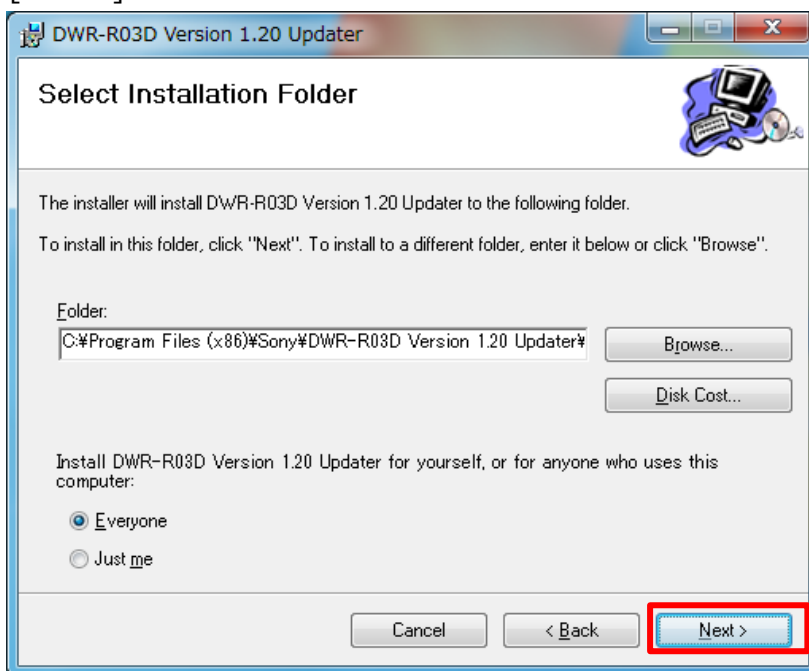 DWR-R03D Version 1.20 Updater
Select Installation Folder
The installer will install DWR-R03D Version 1.20 Updater to the following folder.
To install in this folder, click "Next". To install to a different folder, enter it below or click "Browse".
Folder:
C:¥Program Files (x86)¥Sony¥DWR-R03D Version 1.20 Updater¥
Browse...
Disk Cost...
Install DWR-R03D Version 1.20 Updater for yourself, or for anyone who uses this
computer:
Everyone
Just me
Cancel
< Back
Next >